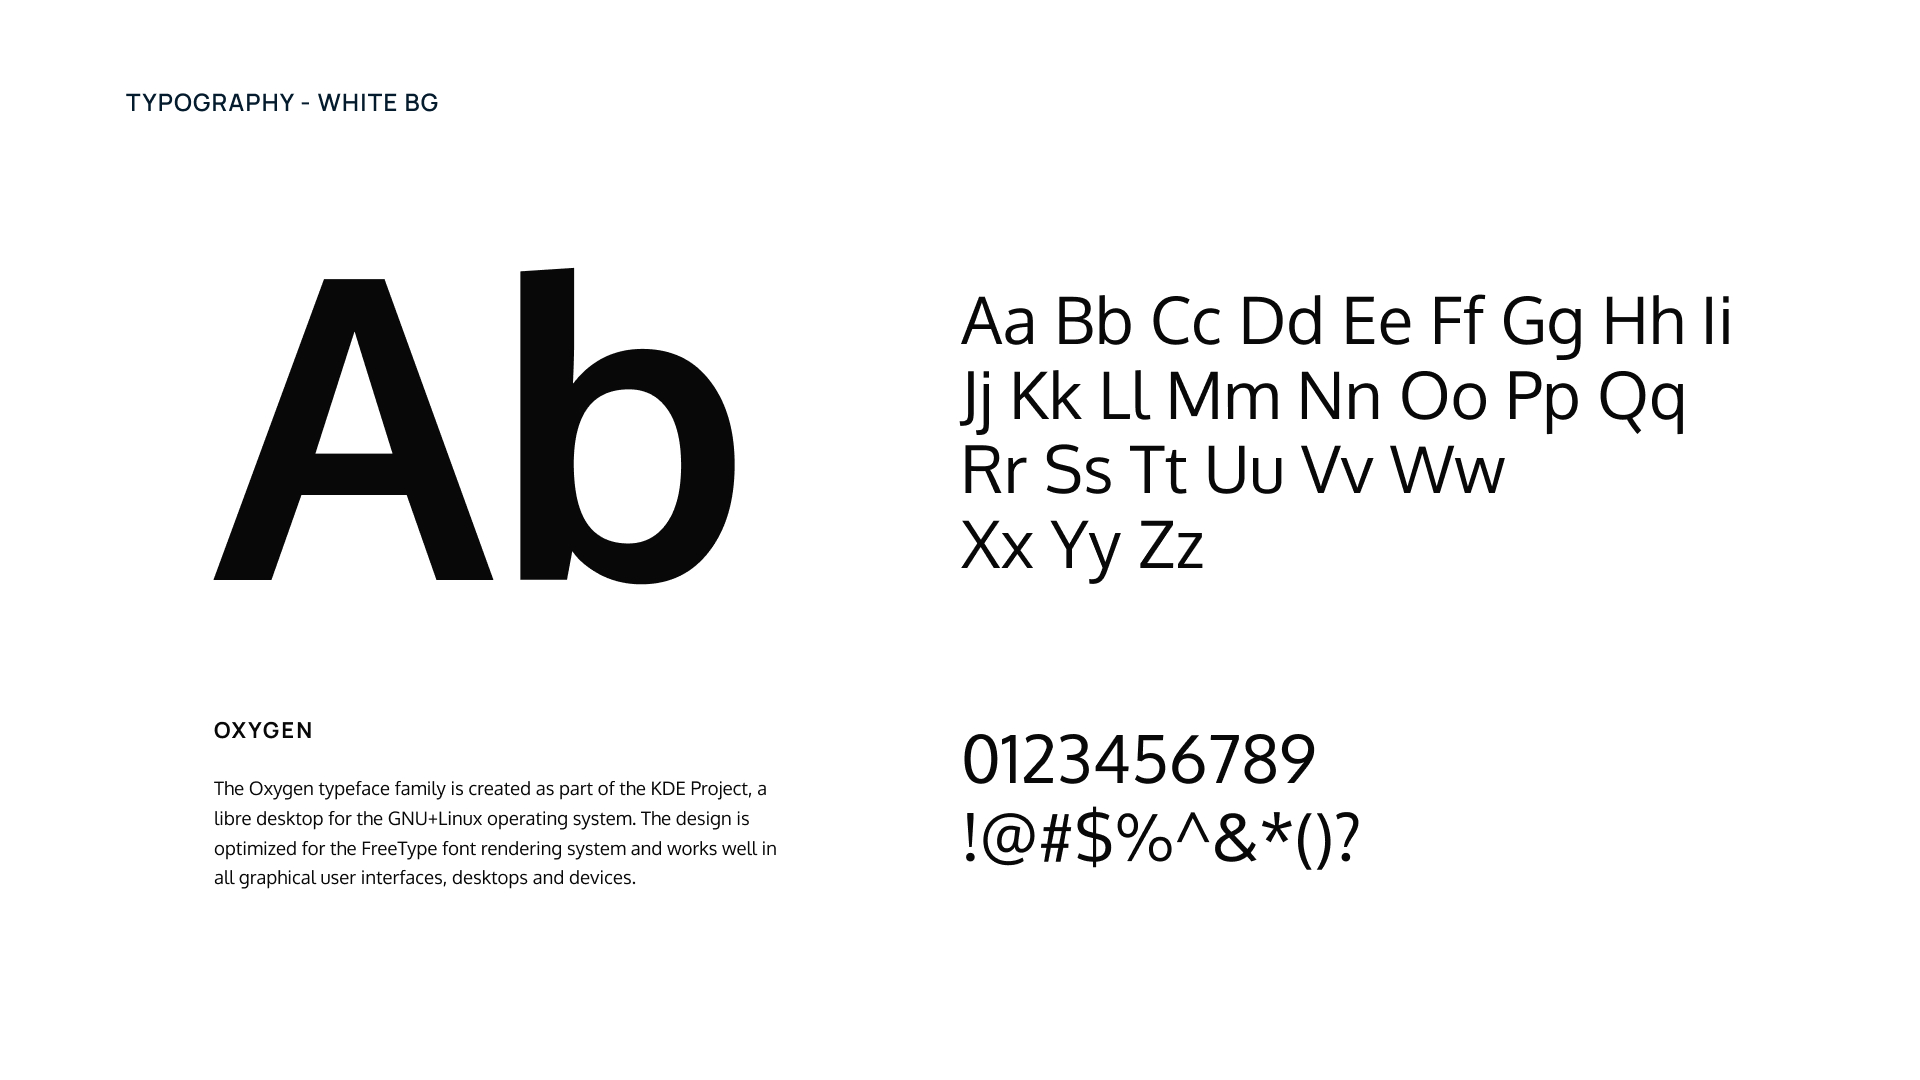 TYPOGRAPHY - WHITE BG
Ab
Aa Bb Cc Dd Ee Ff Gg Hh Ii
Jj Kk Ll Mm Nn Oo Pp Qq
Rr Ss Tt Uu Vv Ww
Xx Yy Zz
OXYGEN
The Oxygen typeface family is created as part of the KDE Project, a
libre desktop for the GNU+Linux operating system. The design is
optimized for the FreeType font rendering system and works well in
all graphical user interfaces, desktops and devices.
0123456789
!@#$%^&*()?